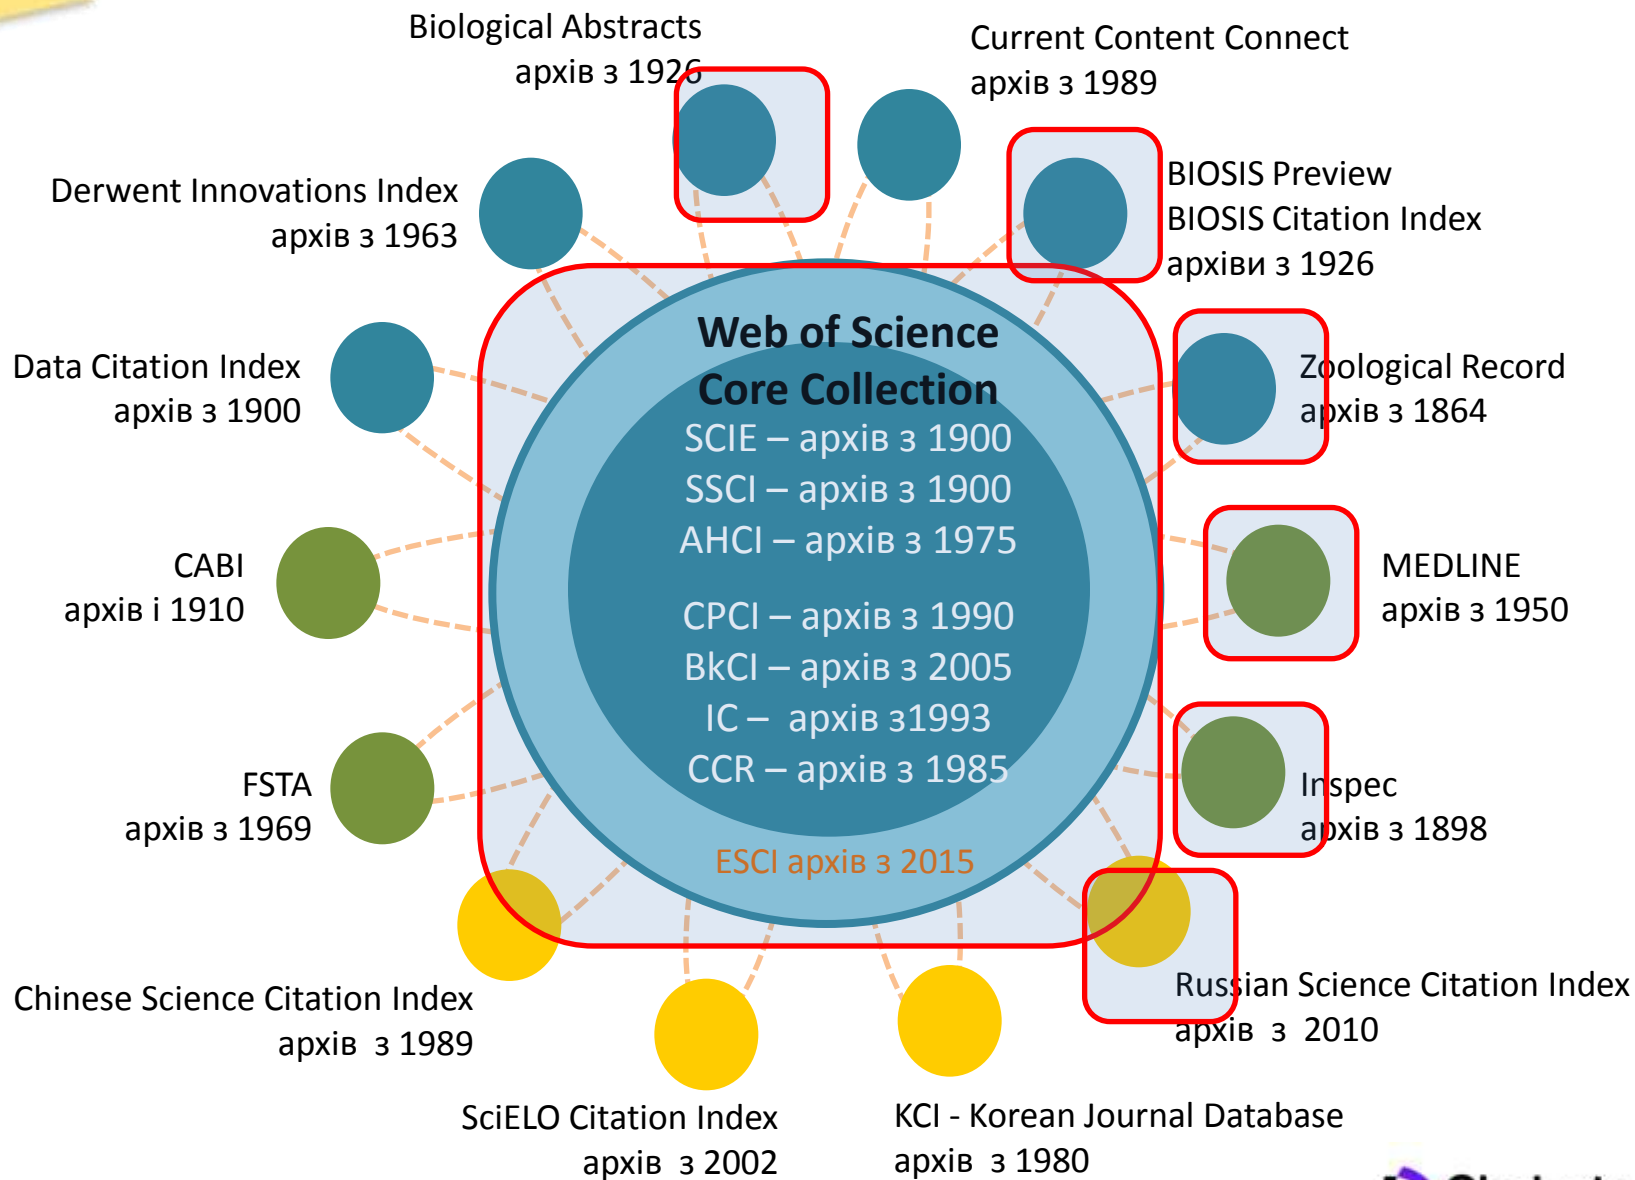 Biological Abstracts
архів з 1926
Current Content Connect
архів з 1989
Derwent Innovations Index
архів з 1963
BIOSIS Preview
BIOSIS Citation Index
архіви з 1926
Data Citation Index
архів з 1900
Zoological Record
архів з 1864
Web of Science
Core Collection
SCIE – архів з 1900
SSCI – архів з 1900
AHCI – архів з 1975
CPCI – архів з 1990
BkCI – архів з 2005
IC – архів з1993
CCR – архів з 1985
ESCI архів з 2015
CABI
архів і 1910
MEDLINE
архів з 1950
FSTA
архів з 1969
Inspec
архів з 1898
Chinese Science Citation Index
архів з 1989
Russian Science Citation Index
архів з 2010
SciELO Citation Index
архів з 2002
KCI - Korean Journal Database
архів з 1980